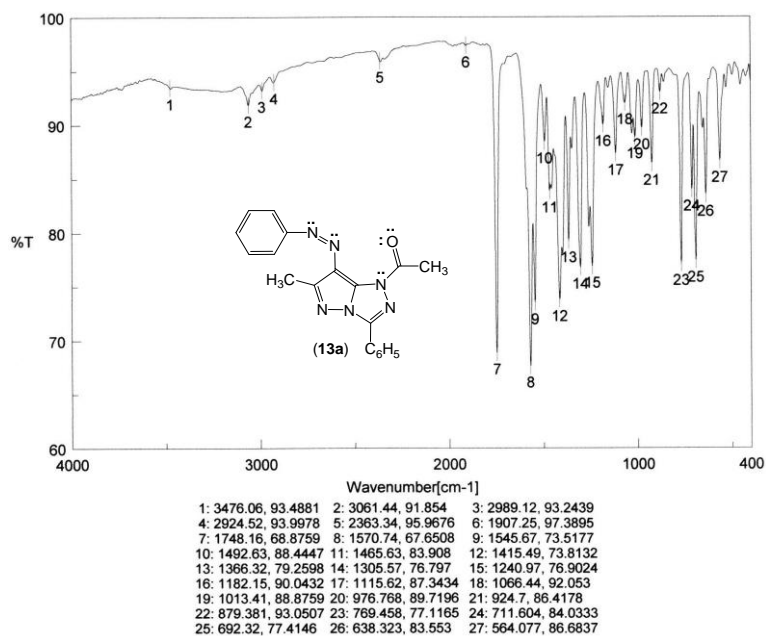 100
90
80
%T
70
60
4000 3000 2000 1000 400
Wavenumber[cm-1]
1 2 3 4 5 6 7 8 9 10 11 12 13 14 15 16 17 18 19 20 21 22 23 24 25 26 27
N N O
H₃C N CH₃
N N N
(13a) C₆H₅
1: 3476.06, 93.4881 2: 3061.44, 91.854 3: 2989.12, 93.2439
4: 2924.52, 93.9978 5: 2363.34, 95.9676 6: 1907.25, 97.3895
7: 1748.16, 68.8759 8: 1570.74, 67.6508 9: 1545.67, 73.5177
10: 1492.63, 88.4447 11: 1465.63, 83.908 12: 1415.49, 73.8132
13: 1366.32, 79.2598 14: 1305.57, 76.797 15: 1240.97, 76.9024
16: 1182.15, 90.0432 17: 1115.62, 87.3434 18: 1066.44, 92.053
19: 1013.41, 88.8759 20: 976.768, 89.7196 21: 924.7, 86.4178
22: 879.381, 93.0507 23: 769.458, 77.1165 24: 711.604, 84.0333
25: 692.32, 77.4146 26: 638.323, 83.553 27: 564.077, 86.6837